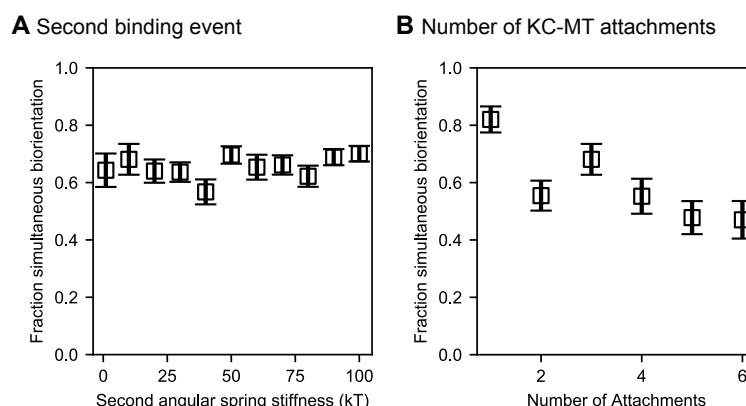 A Second binding event
1.0
0.8
0.6
0.4
0.2
0.0
Fraction simultaneous biorientation
0 25 50 75 100
Second angular spring stiffness (kT)
B Number of KC-MT attachments
1.0
0.8
0.6
0.4
0.2
0.0
Fraction simultaneous biorientation
2 4 6
Number of Attachments